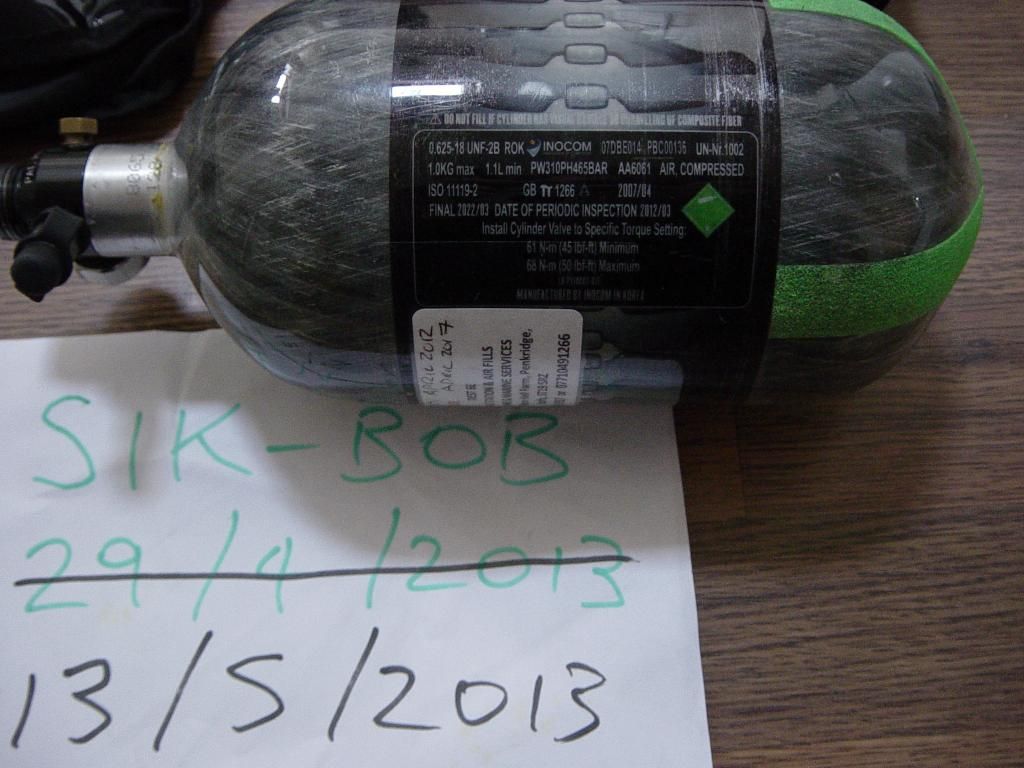 DO NOT FILL IF CYLINDER OF COMPOSITE FIBER
0.625-18 UNF-2B ROK INOCOM 07DBE014 PBC00136 UN-Nr.1002
1.0KG max 1.1L min PW310PH465BAR AA6061 AIR, COMPRESSED
ISO 11119-2 GB 1266 2007/04
FINAL 2022/03 DATE OF PERIODIC INSPECTION 2012/03
Install Cylinder Valve to Specific Torque Setting:
61 N-m (45 lbf-ft) Minimum
68 N-m (50 lbf-ft) Maximum
MANUFACTURED BY INOCOM IN KOREA
APRIL 2012
APRIL 2017
& AIR FILLS
MARINE SERVICES
Farm, Penkridge,
07710491266
SIK-BOB
29/4/2013
13/5/2013